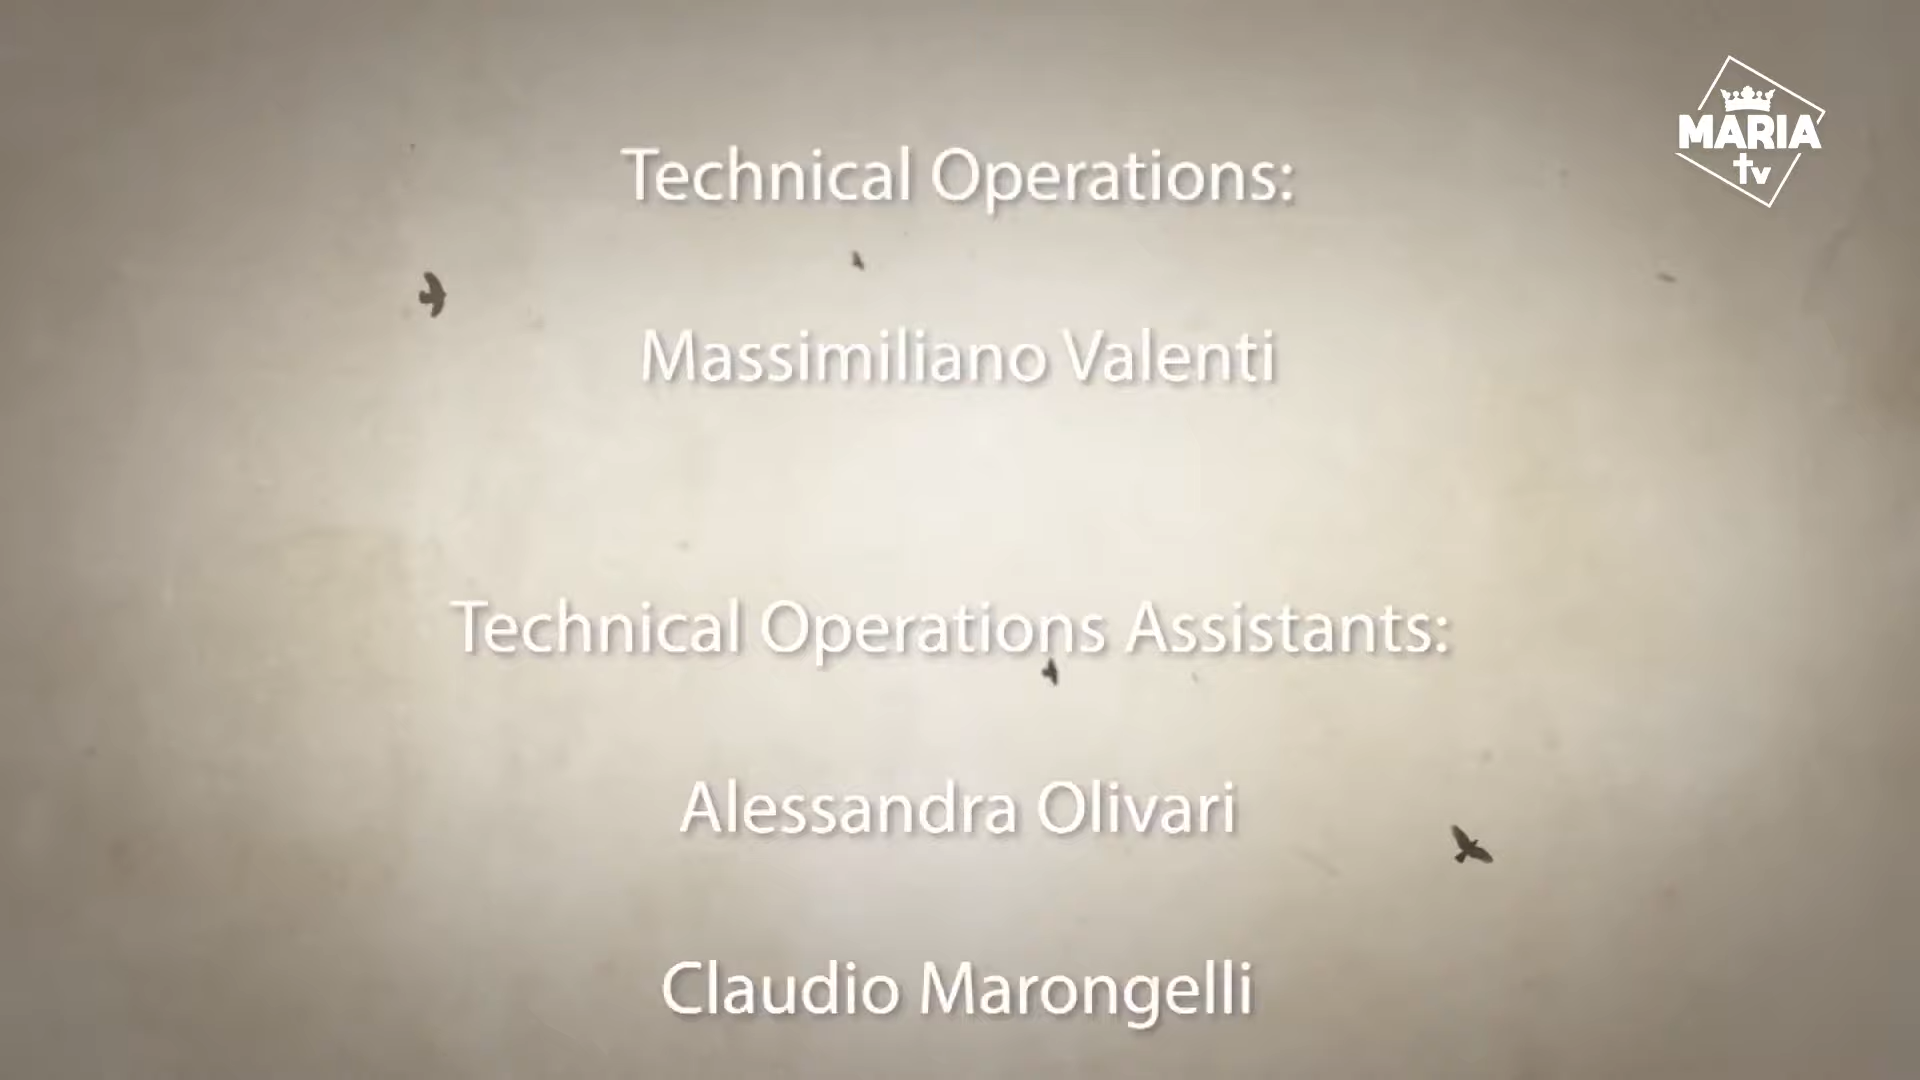 MARIA
tv
Technical Operations:
Massimiliano Valenti
Technical Operations Assistants:
Alessandra Olivari
Claudio Marongelli